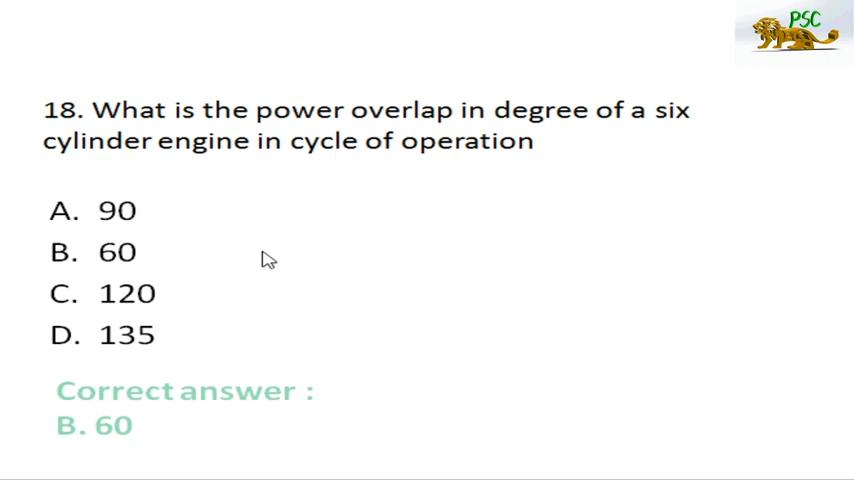 PSC
18. What is the power overlap in degree of a six
cylinder engine in cycle of operation
A. 90
B. 60
C. 120
D. 135
Correct answer :
B. 60